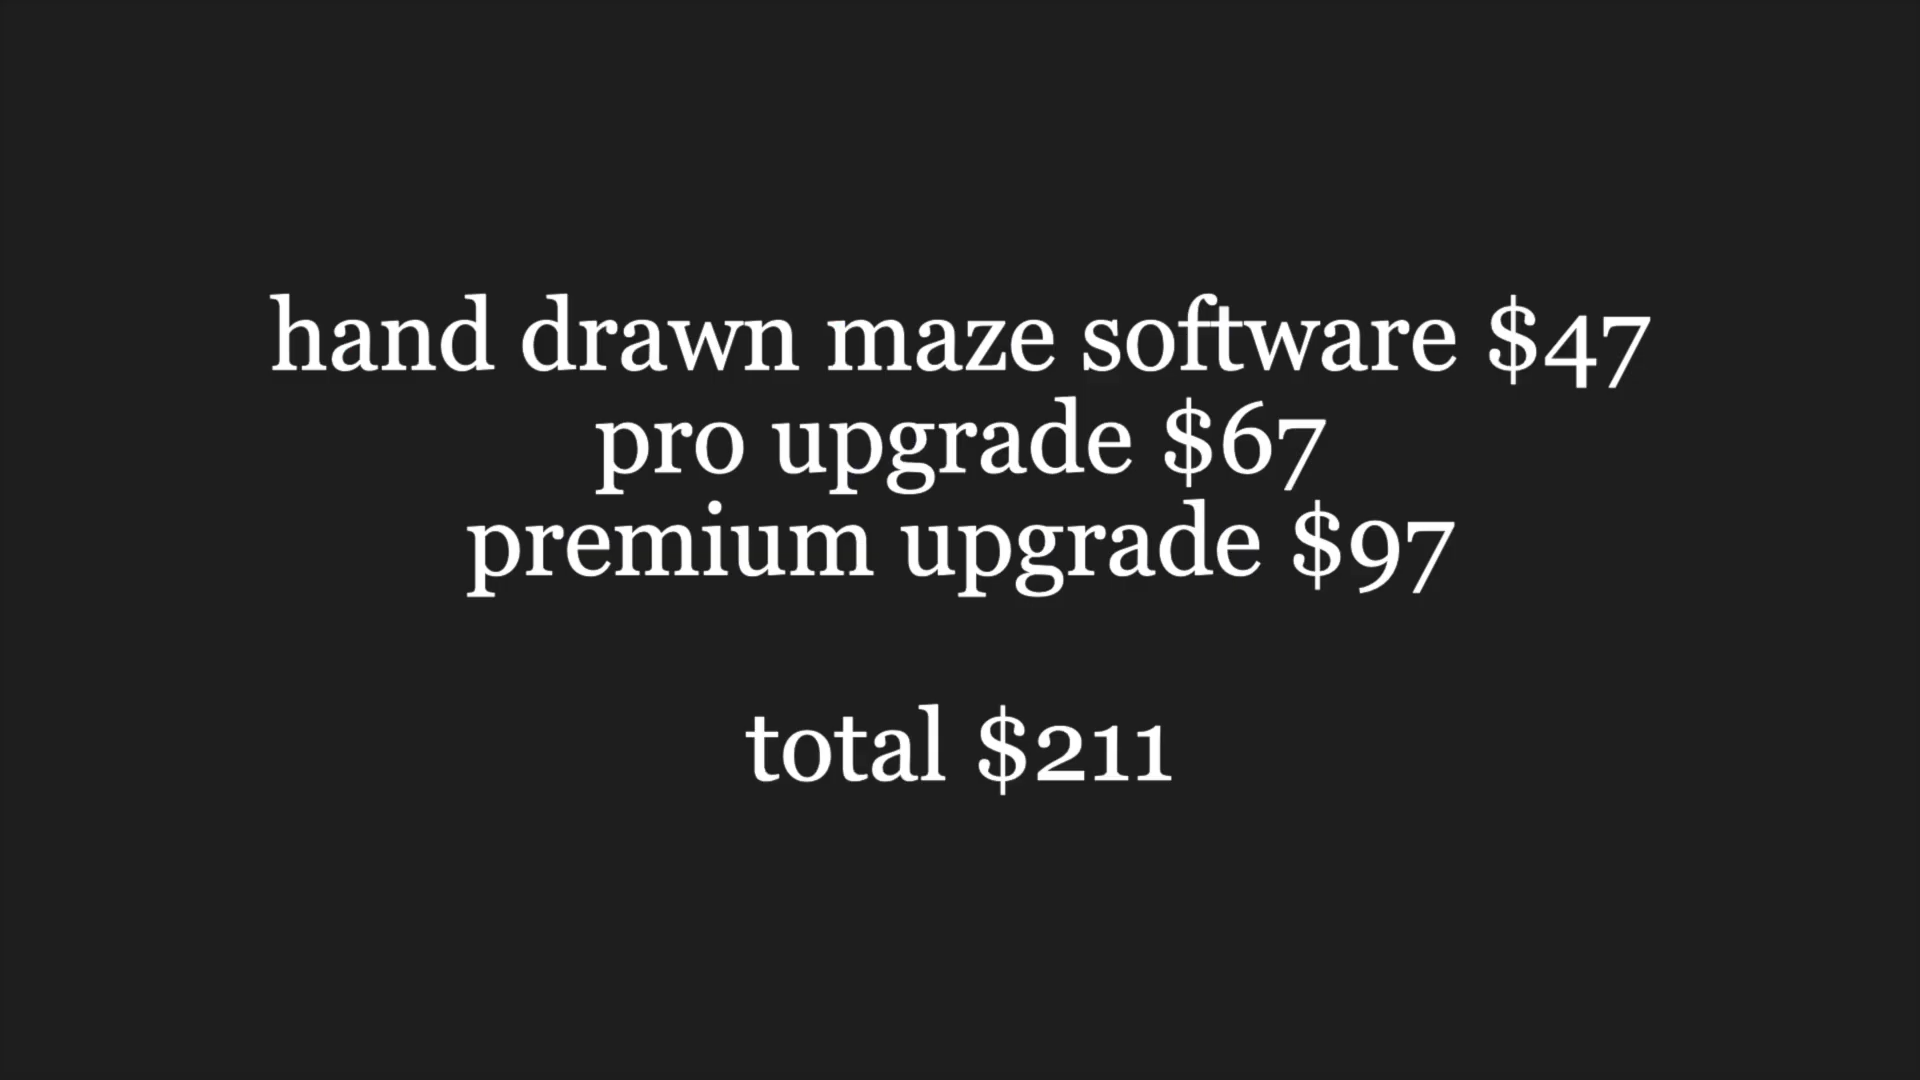 hand drawn maze software $47
pro upgrade $67
premium upgrade $97
total $211